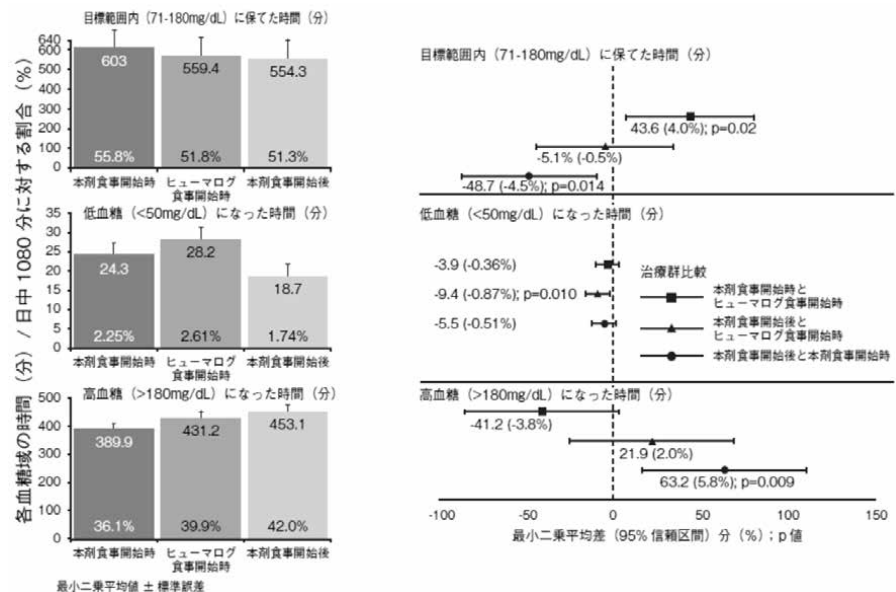 各血糖域の時間（分）/ 日中 1080 分に対する割合（%）
目標範囲内（71-180mg/dL）に保てた時間（分）
640
600
500
400
300
200
100
0
603
559.4
554.3
55.8%
51.8%
51.3%
本剤食事開始時
ヒューマログ
食事開始時
本剤食事開始後
低血糖（<50mg/dL）になった時間（分）
35
30
25
20
15
10
5
0
24.3
28.2
18.7
2.25%
2.61%
1.74%
本剤食事開始時
ヒューマログ
食事開始時
本剤食事開始後
高血糖（>180mg/dL）になった時間（分）
500
400
300
200
100
0
389.9
431.2
453.1
36.1%
39.9%
42.0%
本剤食事開始時
ヒューマログ
食事開始時
本剤食事開始後
最小二乗平均値 ± 標準誤差
目標範囲内（71-180mg/dL）に保てた時間（分）
43.6 (4.0%); p=0.02
-5.1% (-0.5%)
-48.7 (-4.5%); p=0.014
低血糖（<50mg/dL）になった時間（分）
-3.9 (-0.36%)
-9.4 (-0.87%); p=0.010
-5.5 (-0.51%)
治療群比較
本剤食事開始時と
ヒューマログ食事開始時
本剤食事開始後と
ヒューマログ食事開始時
本剤食事開始後と本剤食事開始時
高血糖（>180mg/dL）になった時間（分）
-41.2 (-3.8%)
21.9 (2.0%)
63.2 (5.8%); p=0.009
-100
-50
0
50
100
150
最小二乗平均差（95% 信頼区間）分（%）; p 値